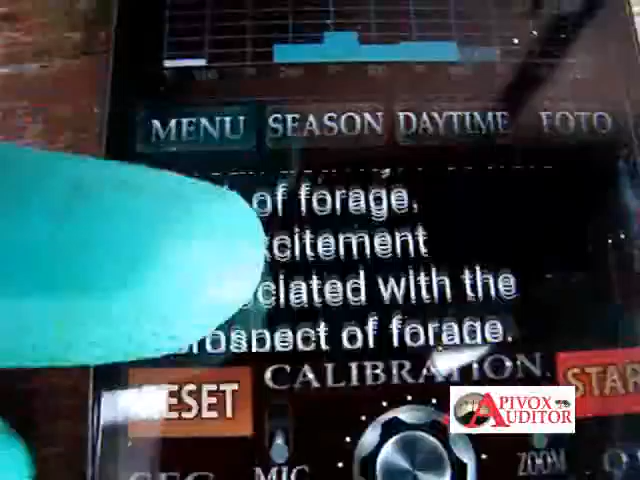 MENU SEASON DAYTIME FOTO
of forage.
xcitement
ciated with the
rospect of forage.
CALIBRATION
RESET STAR
APIVOX
AUDITOR
MIC ZOOM